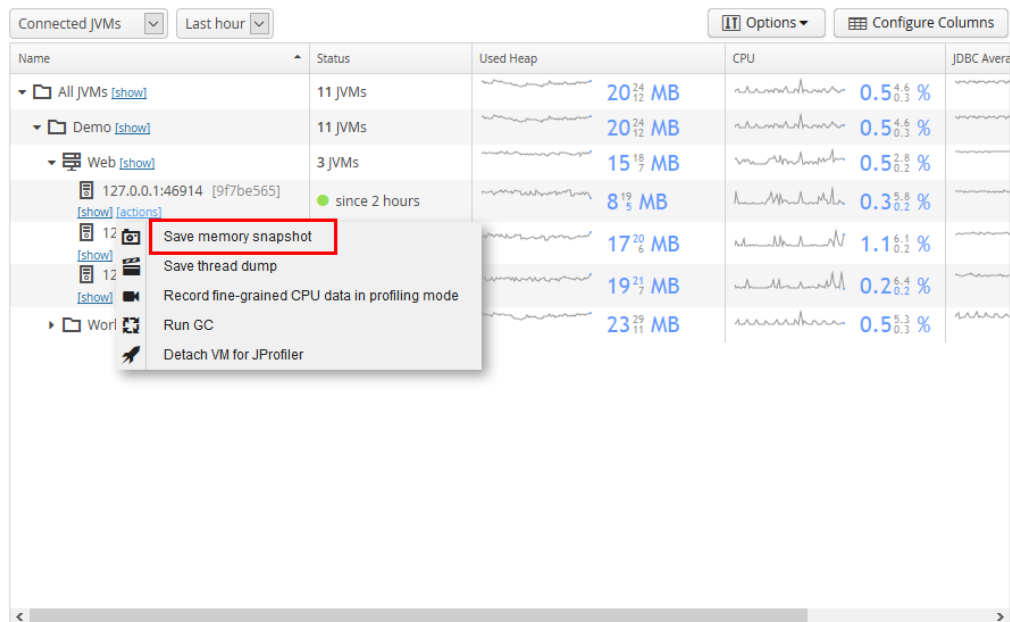 Connected JVMs Last hour Options Configure Columns
Name Status Used Heap CPU JDBC Avera
All JVMs [show] 11 JVMs 20 24 12 MB 0.5 4.6 0.3 %
Demo [show] 11 JVMs 20 24 12 MB 0.5 4.6 0.3 %
Web [show] 3 JVMs 15 18 7 MB 0.5 2.8 0.2 %
127.0.0.1:46914 [9f7be565] since 2 hours 8 19 5 MB 0.3 5.8 0.2 %
[show] [actions]
12 17 20 6 MB 1.1 6.1 0.2 %
[show]
12 19 21 7 MB 0.2 6.4 0.2 %
[show]
Worl 23 29 11 MB 0.5 5.3 0.3 %
Save memory snapshot
Save thread dump
Record fine-grained CPU data in profiling mode
Run GC
Detach VM for JProfiler